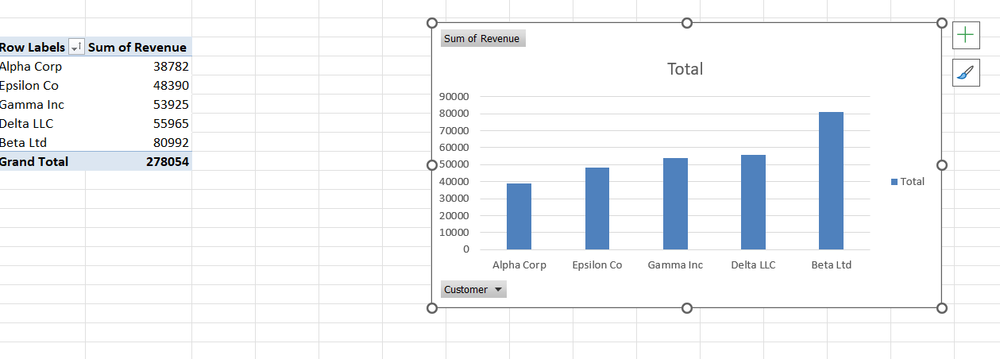 Row Labels Sum of Revenue
Alpha Corp 38782
Epsilon Co 48390
Gamma Inc 53925
Delta LLC 55965
Beta Ltd 80992
Grand Total 278054
Sum of Revenue
Total
90000
80000
70000
60000
50000
40000
30000
20000
10000
0
Total
Alpha Corp Epsilon Co Gamma Inc Delta LLC Beta Ltd
Customer